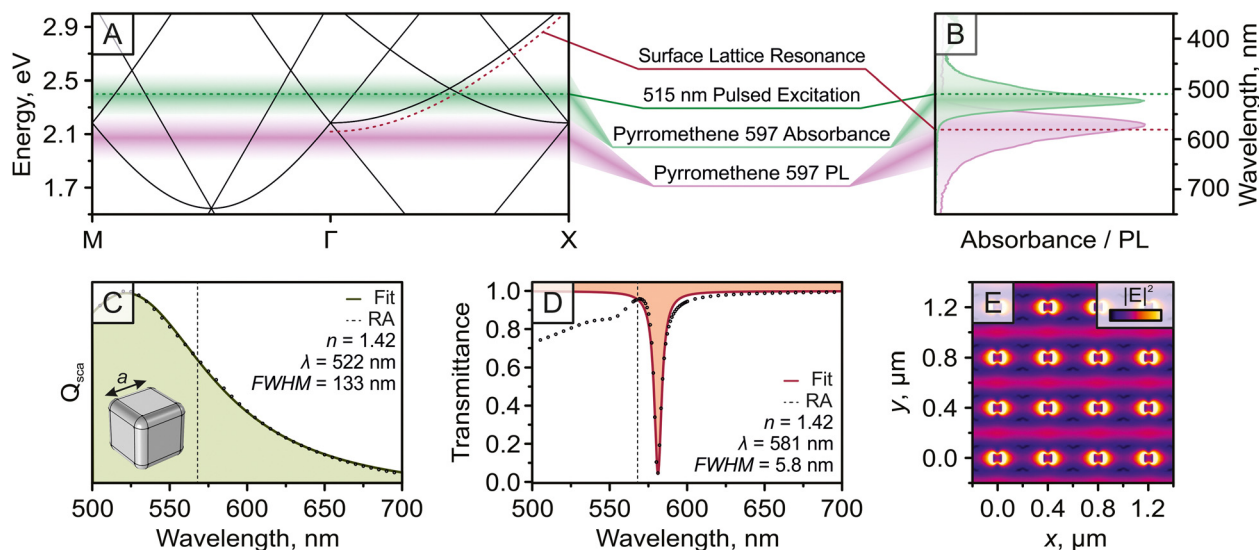 A
Energy, eV
2.9
2.5
2.1
1.7
M
Γ
X
Surface Lattice Resonance
515 nm Pulsed Excitation
Pyrromethene 597 Absorbance
Pyrromethene 597 PL
B
400
500
600
700
Wavelength, nm
Absorbance / PL
C
Q_sca
a
Fit
RA
n = 1.42
λ = 522 nm
FWHM = 133 nm
500
550
600
650
700
Wavelength, nm
D
Transmittance
1.0
0.8
0.6
0.4
0.2
0.0
Fit
RA
n = 1.42
λ = 581 nm
FWHM = 5.8 nm
500
550
600
650
700
Wavelength, nm
E
|E|²
y, µm
1.2
0.8
0.4
0.0
0.0
0.4
0.8
1.2
x, µm